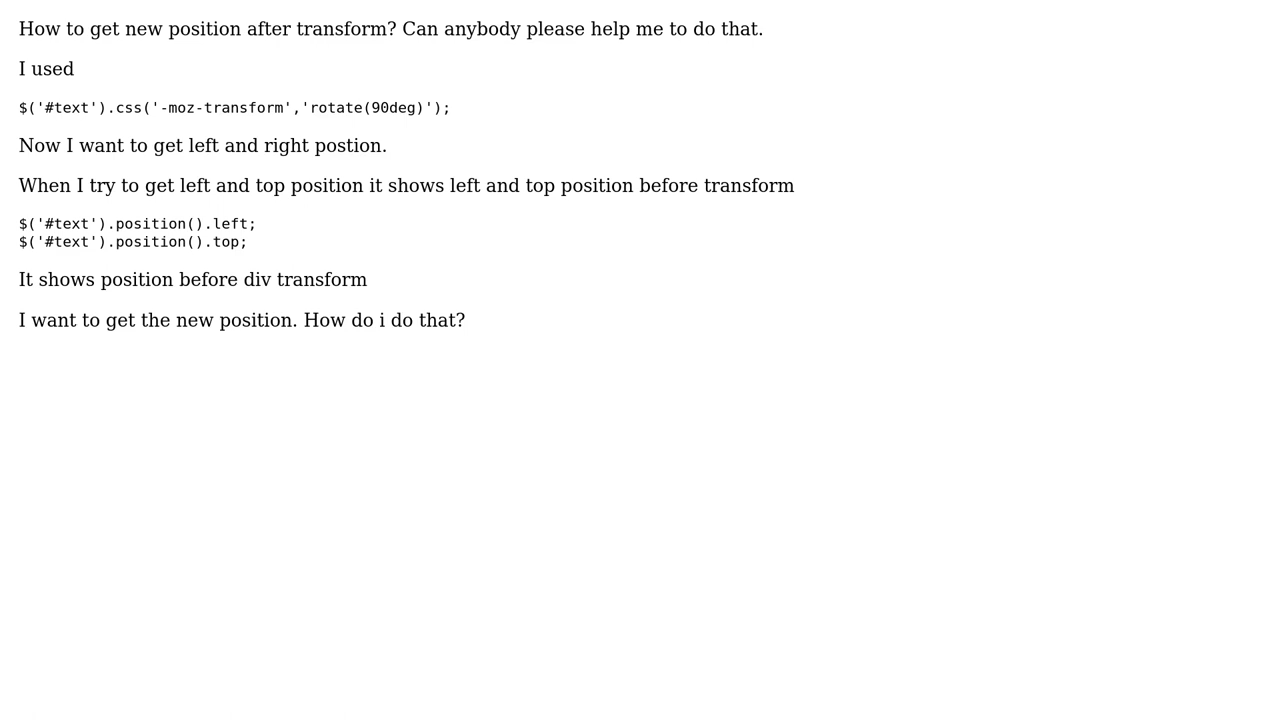 How to get new position after transform? Can anybody please help me to do that.
I used
$('#text').css('-moz-transform','rotate(90deg)');
Now I want to get left and right postion.
When I try to get left and top position it shows left and top position before transform
$('#text').position().left;
$('#text').position().top;
It shows position before div transform
I want to get the new position. How do i do that?